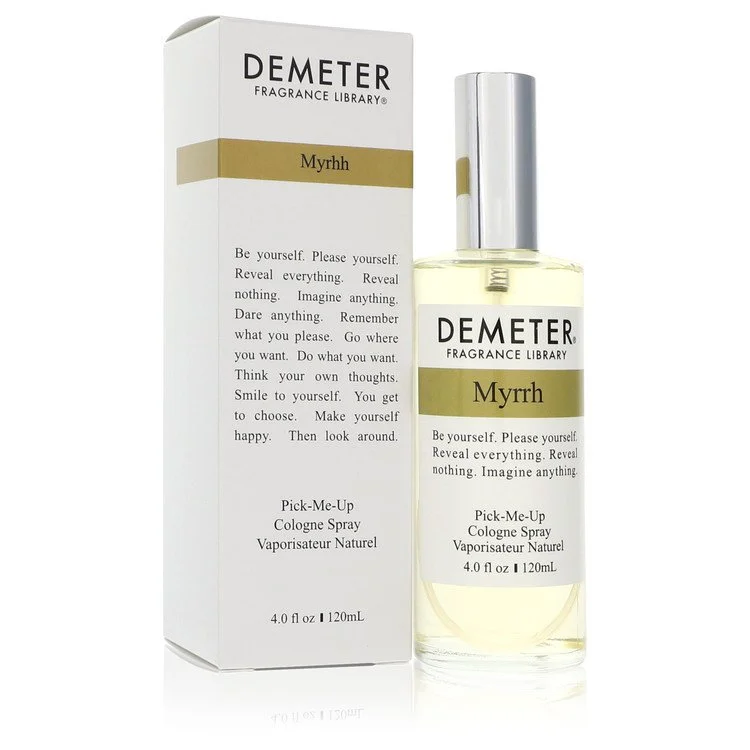 DEMETER
FRAGRANCE LIBRARY®
Myrhh
Be yourself. Please yourself.
Reveal everything. Reveal
nothing. Imagine anything.
Dare anything. Remember
what you please. Go where
you want. Do what you want.
Think your own thoughts.
Smile to yourself. You get
to choose. Make yourself
happy. Then look around.
Pick-Me-Up
Cologne Spray
Vaporisateur Naturel
4.0 fl oz | 120mL
DEMETER®
FRAGRANCE LIBRARY
Myrrh
Be yourself. Please yourself.
Reveal everything. Reveal
nothing. Imagine anything.
Pick-Me-Up
Cologne Spray
Vaporisateur Naturel
4.0 fl oz | 120mL